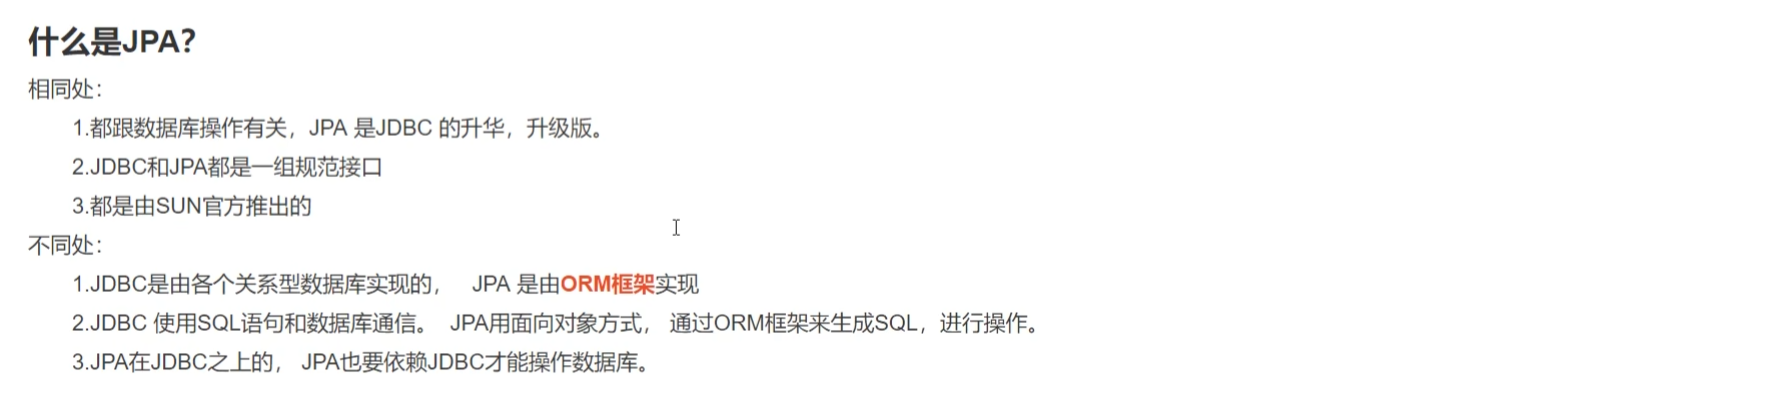 什么是JPA？
相同处：
1.都跟数据库操作有关，JPA 是JDBC 的升华，升级版。
2.JDBC和JPA都是一组规范接口
3.都是由SUN官方推出的
不同处：
1.JDBC是由各个关系型数据库实现的， JPA 是由ORM框架实现
2.JDBC 使用SQL语句和数据库通信。 JPA用面向对象方式， 通过ORM框架来生成SQL，进行操作。
3.JPA在JDBC之上的， JPA也要依赖JDBC才能操作数据库。